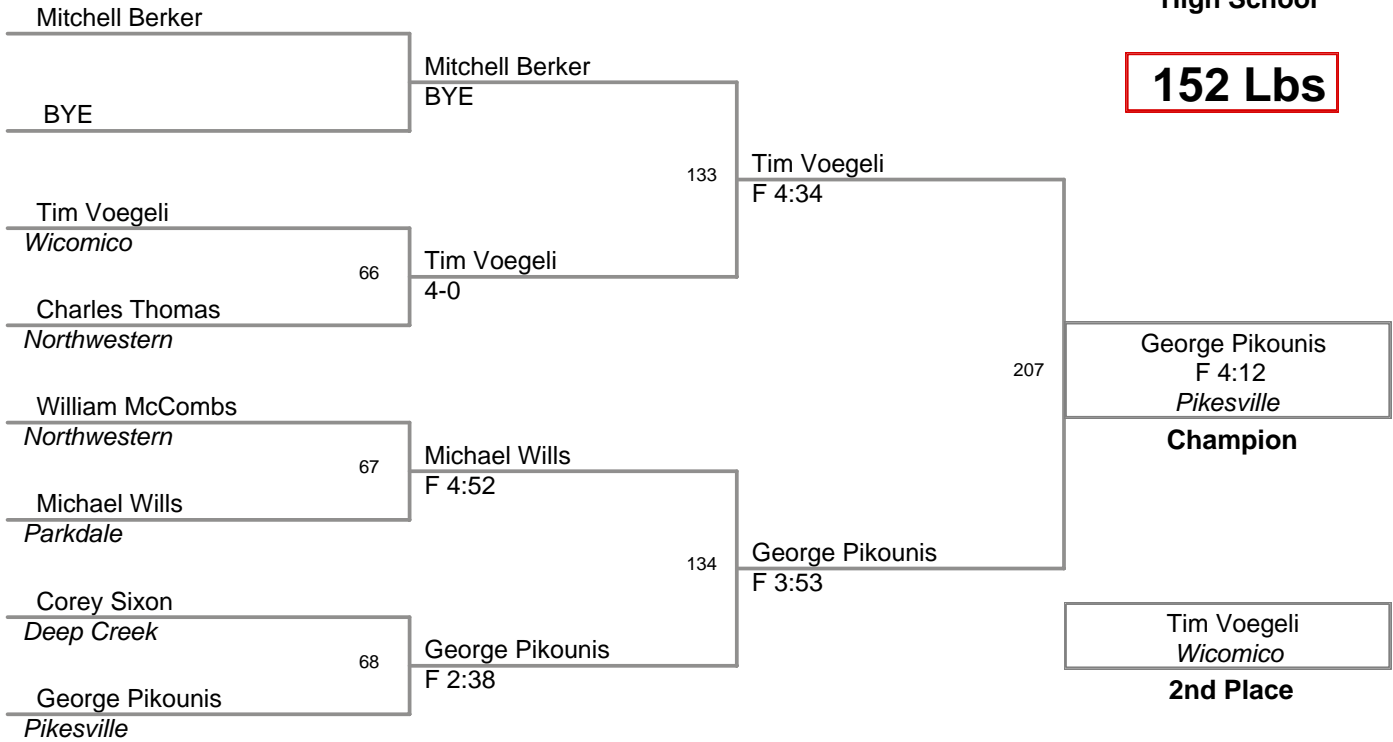 High School
152 Lbs
Mitchell Berker
BYE
Tim Voegeli
Wicomico
66
Charles Thomas
Northwestern
William McCombs
Northwestern
67
Michael Wills
Parkdale
Corey Sixon
Deep Creek
68
George Pikounis
Pikesville
Mitchell Berker
BYE
133
Tim Voegeli
4-0
Michael Wills
F 4:52
134
George Pikounis
F 2:38
Tim Voegeli
F 4:34
207
George Pikounis
F 3:53
George Pikounis
F 4:12
Pikesville
Champion
Tim Voegeli
Wicomico
2nd Place